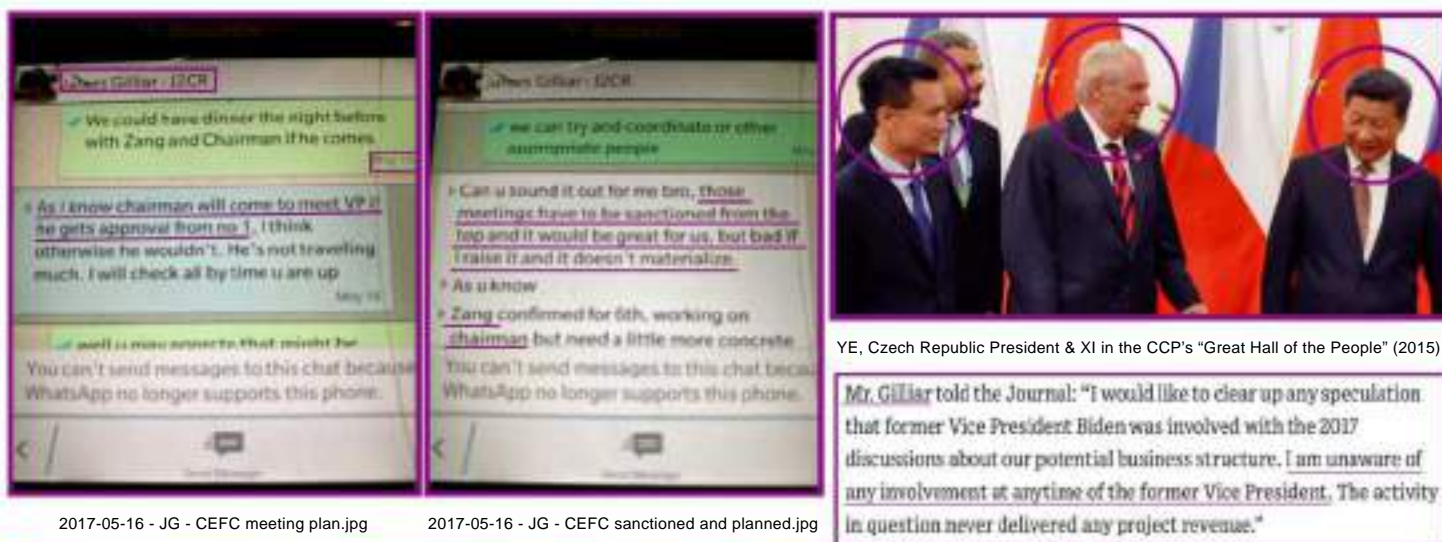 James Gilliar - J2CR
We could have dinner the night before
with Zang and Chairman if he comes
As I know chairman will come to meet VP if
he gets approval from no 1, I think
otherwise he wouldn't. He's not traveling
much. I will check all by time u are up
May 16
You can't send messages to this chat because
WhatsApp no longer supports this phone.
2017-05-16 - JG - CEFC meeting plan.jpg
James Gilliar - J2CR
we can try and coordinate or other
appropriate people
Can u sound it out for me bro, those
meetings have to be sanctioned from the
top and it would be great for us, but bad if
I raise it and it doesn't materialize
As u know
Zang confirmed for 6th, working on
chairman but need a little more concrete
You can't send messages to this chat becau
WhatsApp no longer supports this phone.
2017-05-16 - JG - CEFC sanctioned and planned.jpg
YE, Czech Republic President & XI in the CCP's “Great Hall of the People” (2015)
Mr. Gilliar told the Journal: “I would like to clear up any speculation
that former Vice President Biden was involved with the 2017
discussions about our potential business structure. I am unaware of
any involvement at anytime of the former Vice President. The activity
in question never delivered any project revenue.”